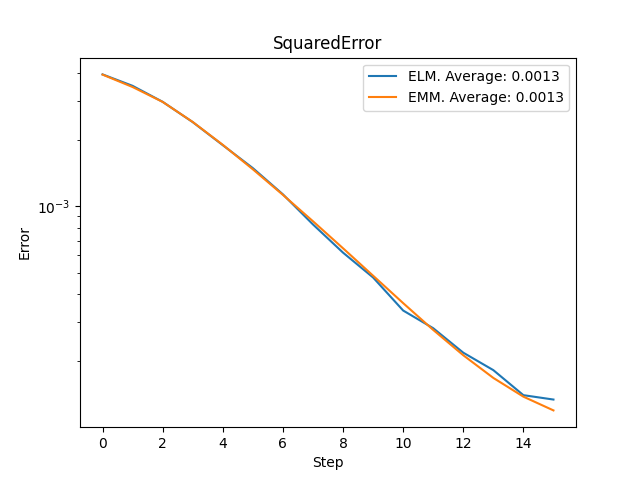 SquaredError
ELM. Average: 0.0013
EMM. Average: 0.0013
10⁻³
Error
0 2 4 6 8 10 12 14
Step